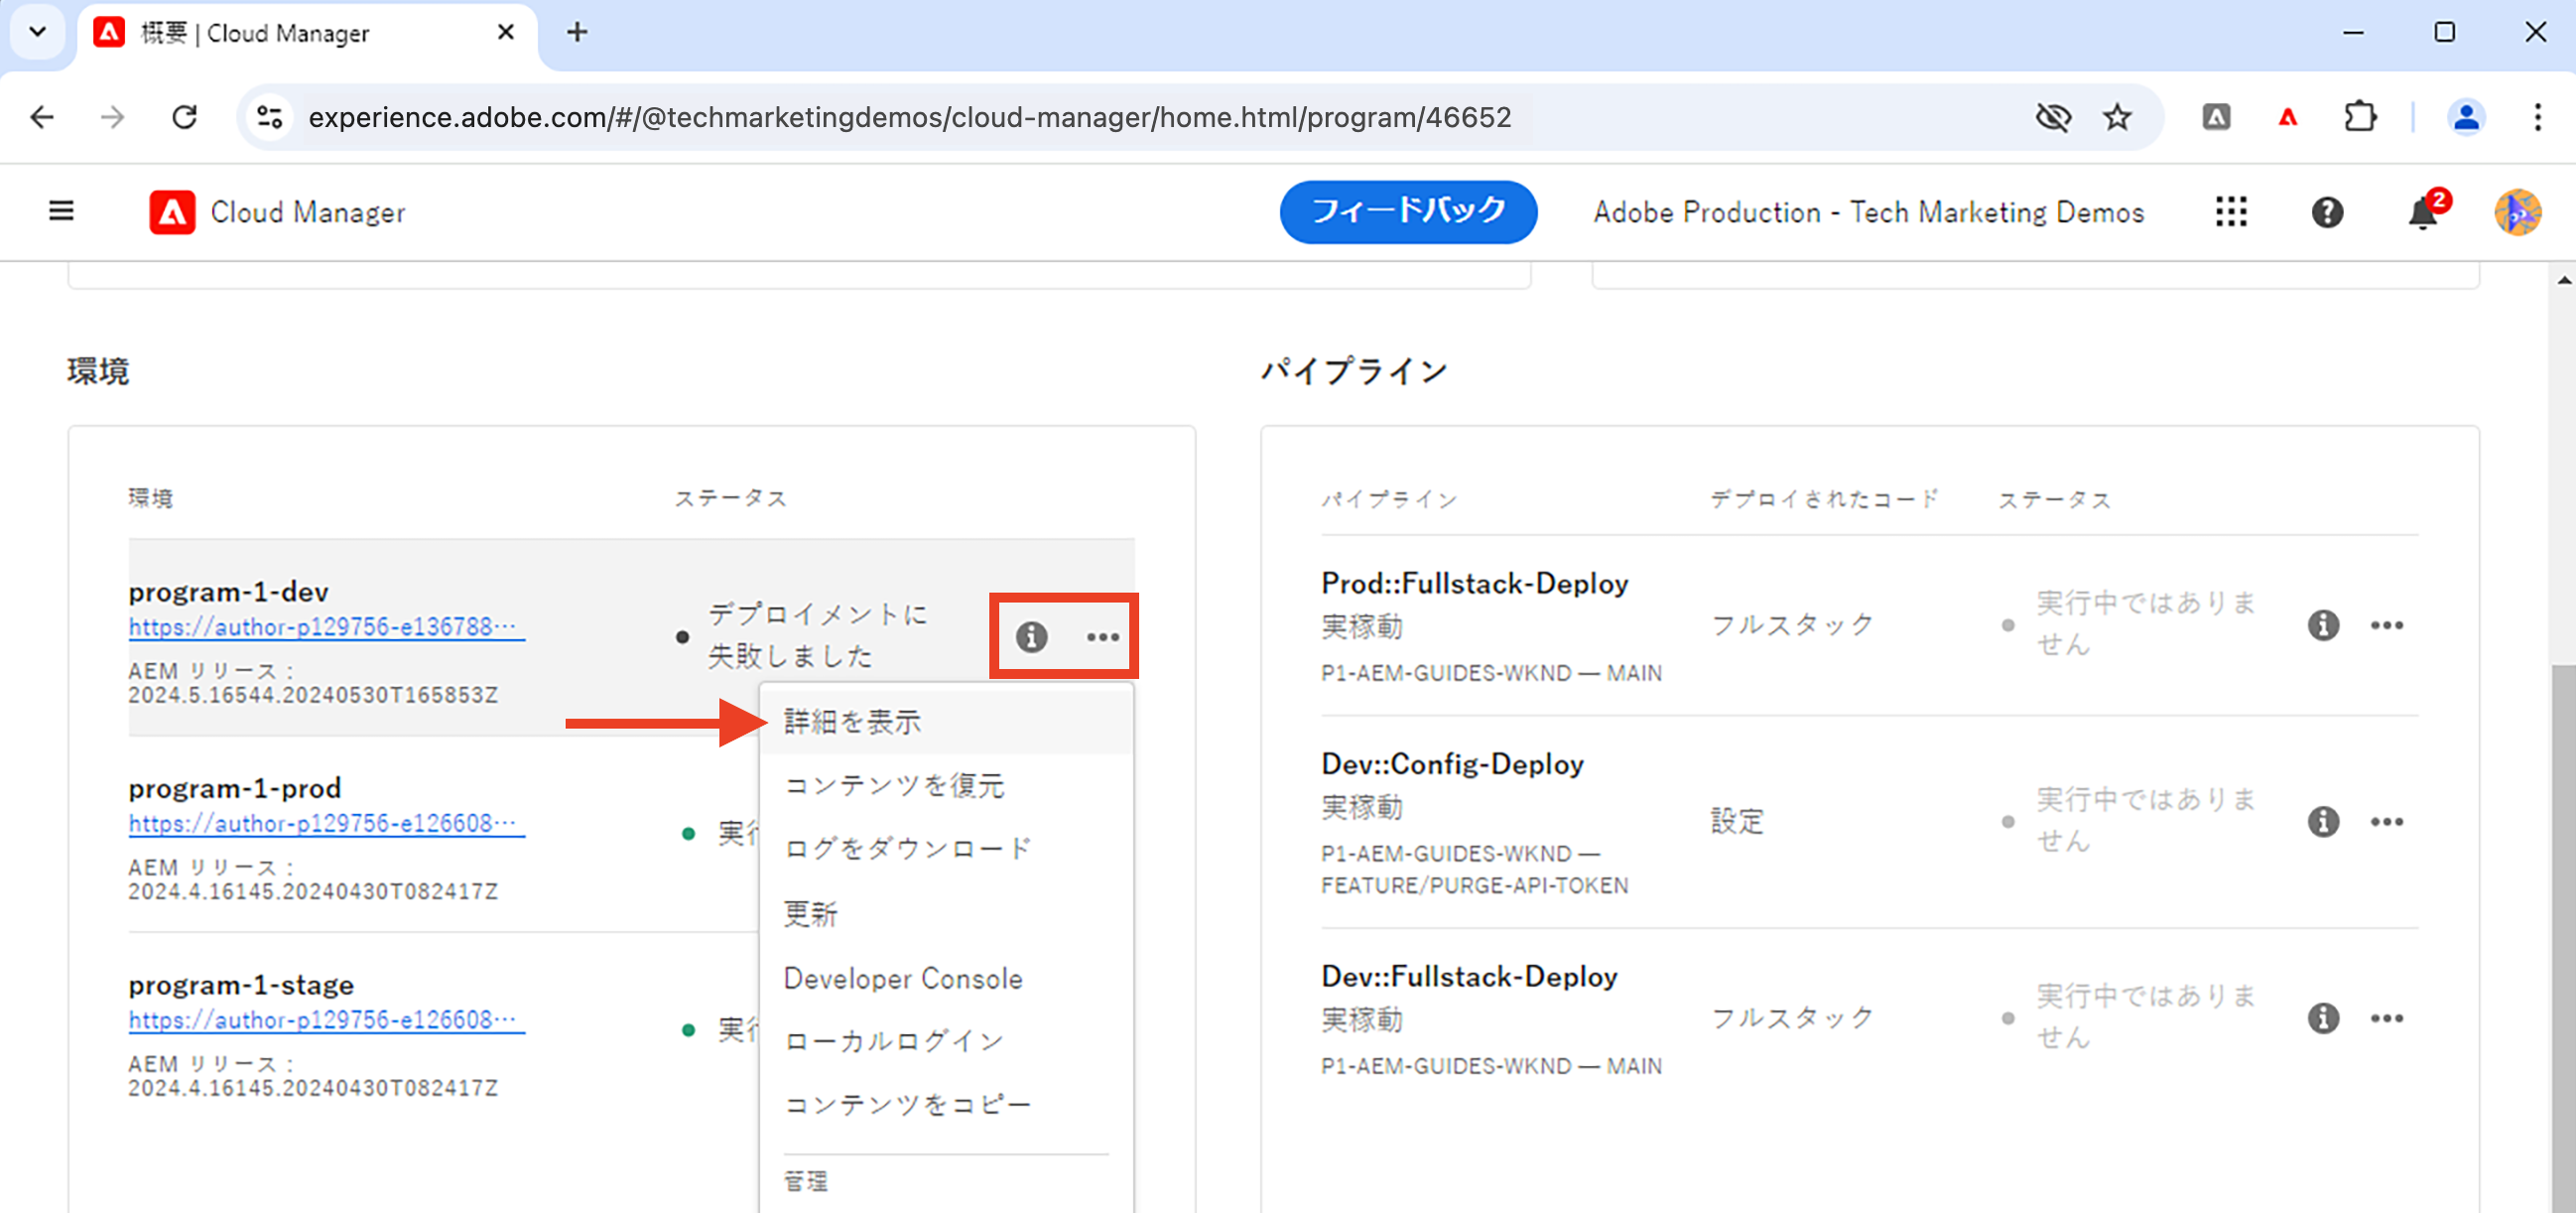 概要 | Cloud Manager
experience.adobe.com/#/@techmarketingdemos/cloud-manager/home.html/program/46652
Cloud Manager
フィードバック
Adobe Production - Tech Marketing Demos
2
環境
パイプライン
環境
ステータス
program-1-dev
https://author-p129756-e136788…
AEM リリース：
2024.5.16544.20240530T165853Z
デプロイメントに
失敗しました
program-1-prod
https://author-p129756-e126608…
AEM リリース：
2024.4.16145.20240430T082417Z
実行
program-1-stage
https://author-p129756-e126608…
AEM リリース：
2024.4.16145.20240430T082417Z
実行
詳細を表示
コンテンツを復元
ログをダウンロード
更新
Developer Console
ローカルログイン
コンテンツをコピー
管理
パイプライン
デプロイされたコード
ステータス
Prod::Fullstack-Deploy
実稼動
P1-AEM-GUIDES-WKND — MAIN
フルスタック
実行中ではありま
せん
Dev::Config-Deploy
実稼動
P1-AEM-GUIDES-WKND —
FEATURE/PURGE-API-TOKEN
設定
実行中ではありま
せん
Dev::Fullstack-Deploy
実稼動
P1-AEM-GUIDES-WKND — MAIN
フルスタック
実行中ではありま
せん